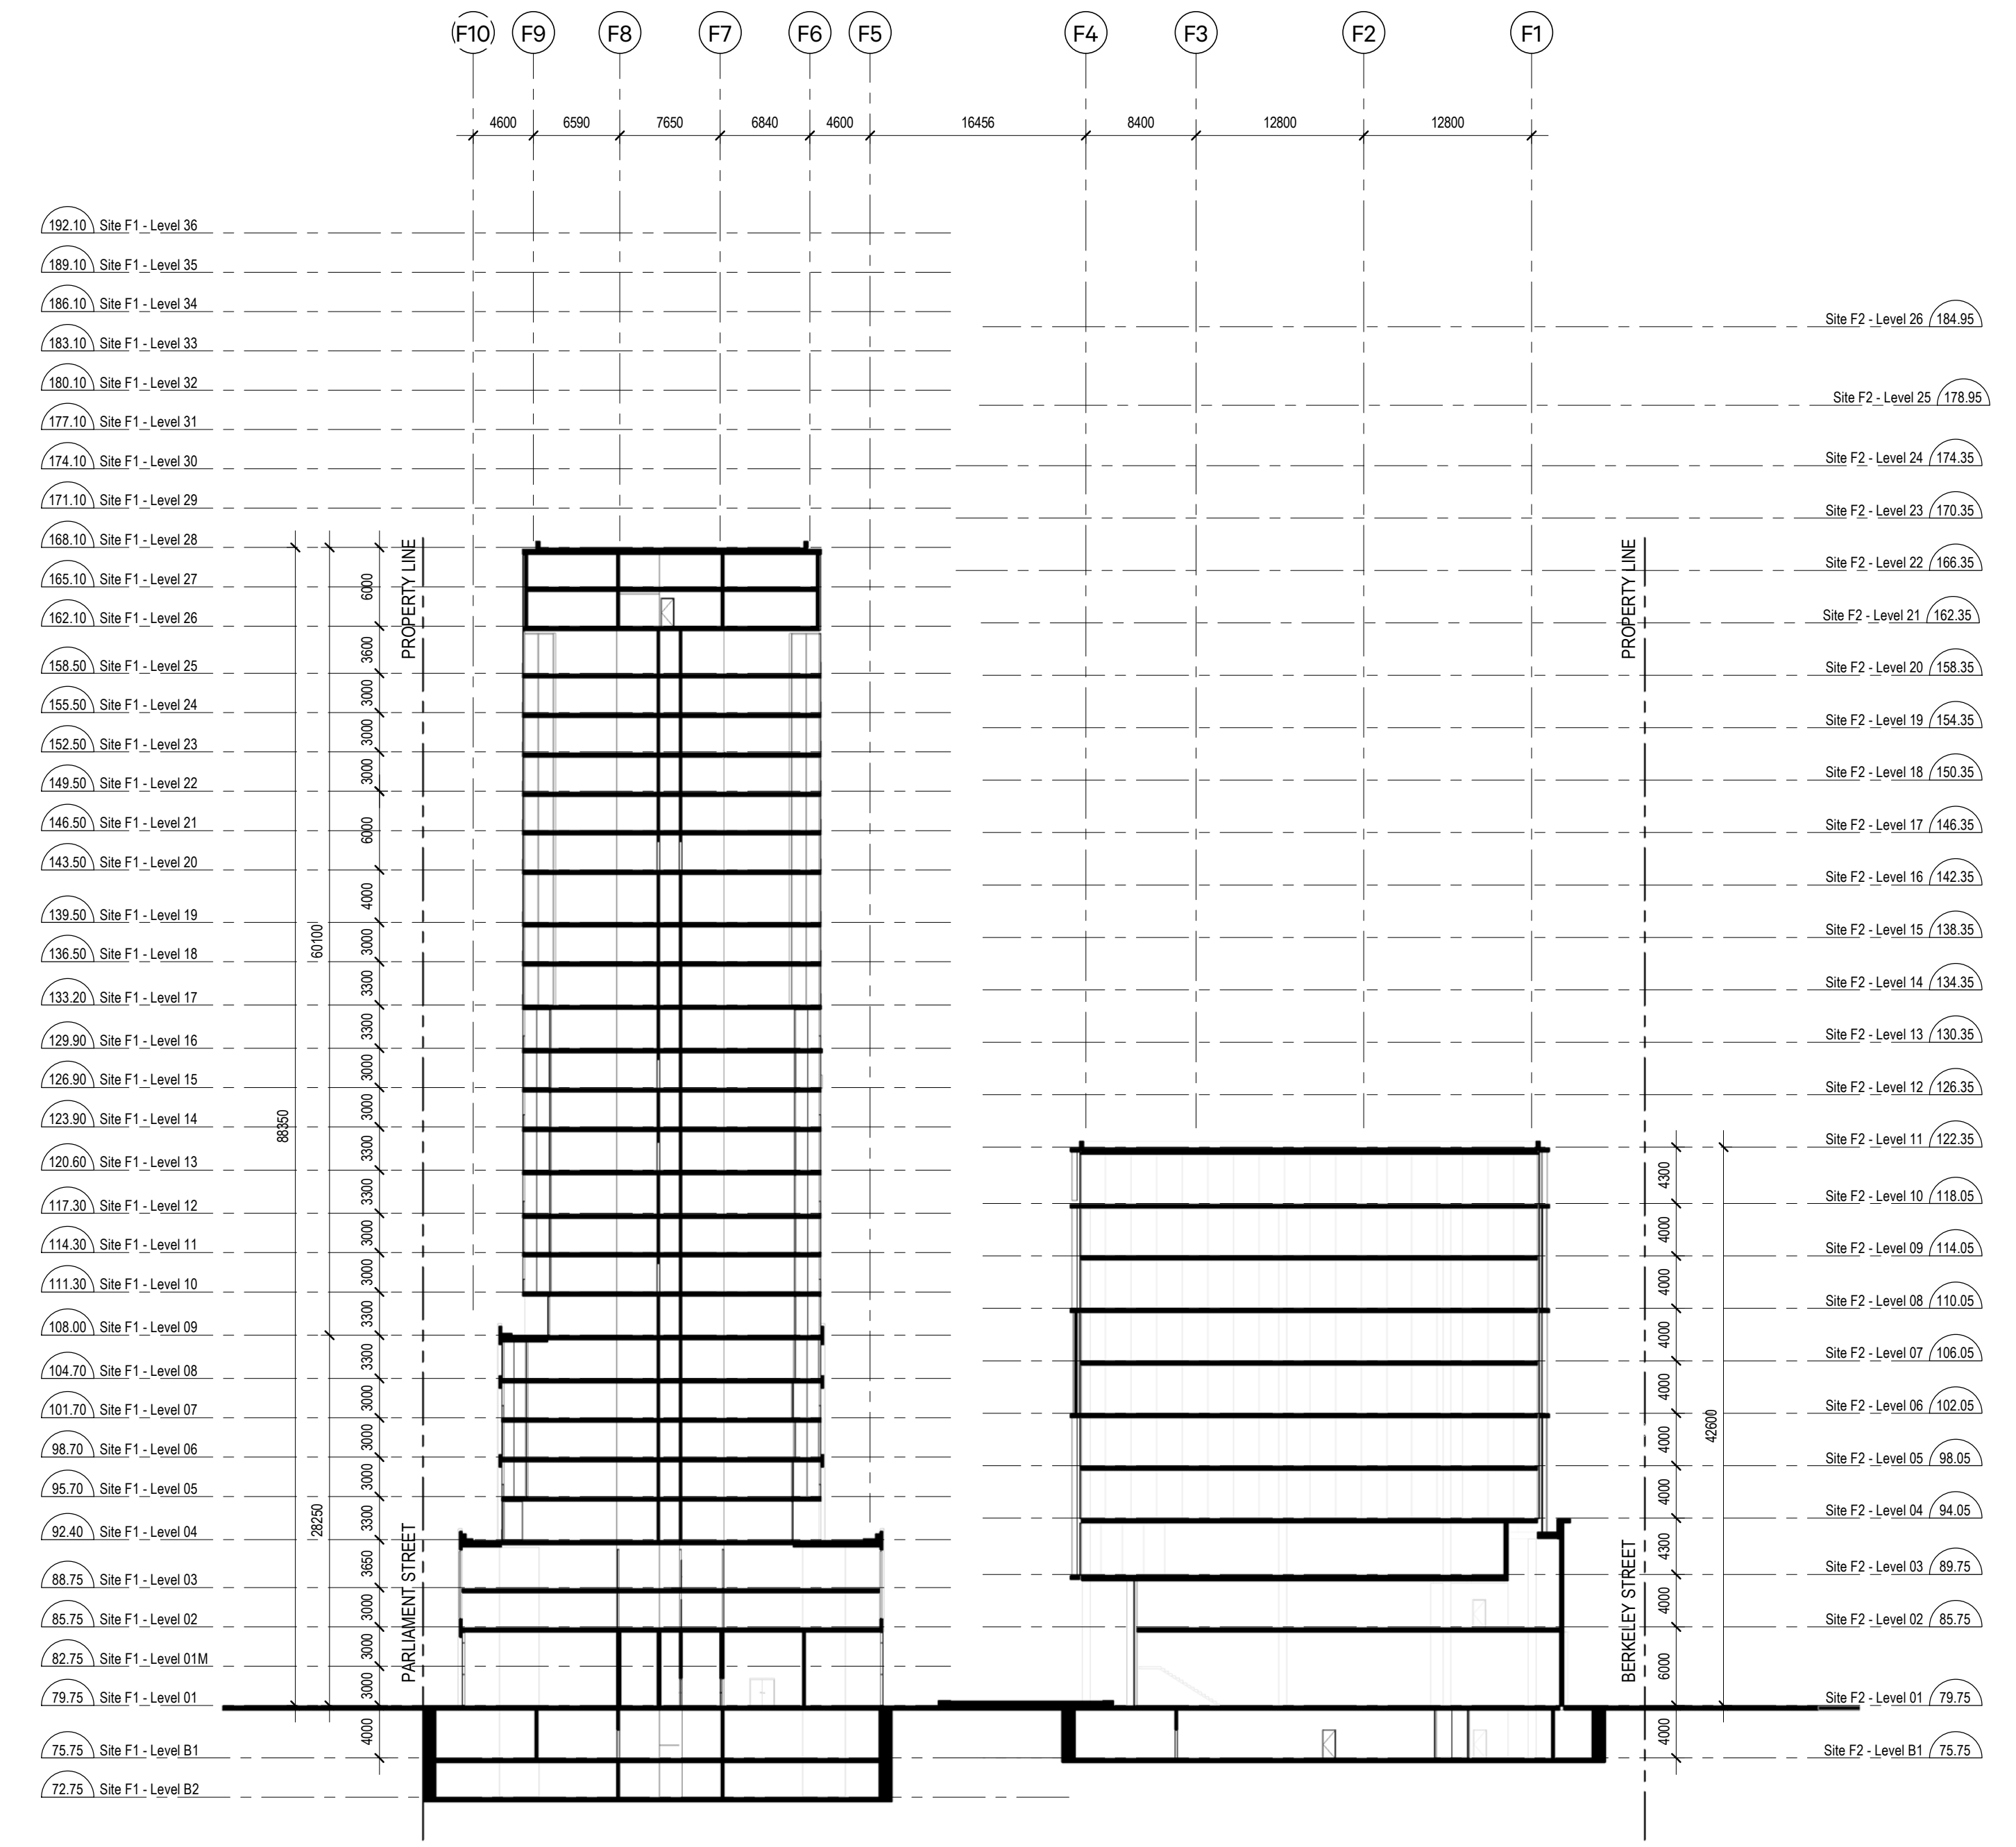 F10 F9 F8 F7 F6 F5 F4 F3 F2 F1
4600 6590 7650 6840 4600 16456 8400 12800 12800
192.10 Site F1 - Level 36
189.10 Site F1 - Level 35
186.10 Site F1 - Level 34
183.10 Site F1 - Level 33
180.10 Site F1 - Level 32
177.10 Site F1 - Level 31
174.10 Site F1 - Level 30
171.10 Site F1 - Level 29
168.10 Site F1 - Level 28
165.10 Site F1 - Level 27
162.10 Site F1 - Level 26
158.50 Site F1 - Level 25
155.50 Site F1 - Level 24
152.50 Site F1 - Level 23
149.50 Site F1 - Level 22
146.50 Site F1 - Level 21
143.50 Site F1 - Level 20
139.50 Site F1 - Level 19
136.50 Site F1 - Level 18
133.20 Site F1 - Level 17
129.90 Site F1 - Level 16
126.90 Site F1 - Level 15
123.90 Site F1 - Level 14
120.60 Site F1 - Level 13
117.30 Site F1 - Level 12
114.30 Site F1 - Level 11
111.30 Site F1 - Level 10
108.00 Site F1 - Level 09
104.70 Site F1 - Level 08
101.70 Site F1 - Level 07
98.70 Site F1 - Level 06
95.70 Site F1 - Level 05
92.40 Site F1 - Level 04
88.75 Site F1 - Level 03
85.75 Site F1 - Level 02
82.75 Site F1 - Level 01M
79.75 Site F1 - Level 01
75.75 Site F1 - Level B1
72.75 Site F1 - Level B2
88350
60100
28250
6000
3600
3000
3000
3000
6000
4000
3000
3300
3300
3000
3000
3300
3300
3000
3000
3300
3300
3000
3000
3000
3300
3650
3000
3000
3000
4000
PROPERTY LINE
PARLIAMENT STREET
PROPERTY LINE
BERKELEY STREET
4300
4000
4000
4000
4000
4000
4000
4300
4000
6000
4000
42600
Site F2 - Level 26 184.95
Site F2 - Level 25 178.95
Site F2 - Level 24 174.35
Site F2 - Level 23 170.35
Site F2 - Level 22 166.35
Site F2 - Level 21 162.35
Site F2 - Level 20 158.35
Site F2 - Level 19 154.35
Site F2 - Level 18 150.35
Site F2 - Level 17 146.35
Site F2 - Level 16 142.35
Site F2 - Level 15 138.35
Site F2 - Level 14 134.35
Site F2 - Level 13 130.35
Site F2 - Level 12 126.35
Site F2 - Level 11 122.35
Site F2 - Level 10 118.05
Site F2 - Level 09 114.05
Site F2 - Level 08 110.05
Site F2 - Level 07 106.05
Site F2 - Level 06 102.05
Site F2 - Level 05 98.05
Site F2 - Level 04 94.05
Site F2 - Level 03 89.75
Site F2 - Level 02 85.75
Site F2 - Level 01 79.75
Site F2 - Level B1 75.75